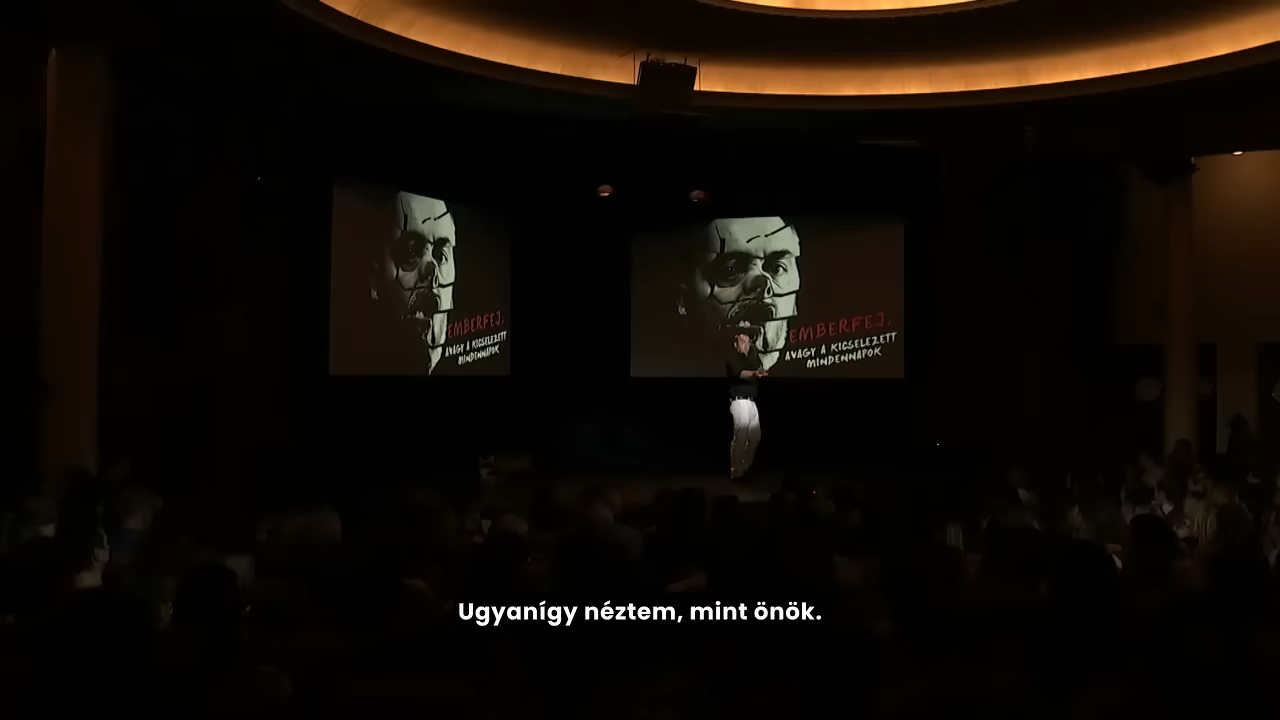 EMBERFEJ,
AVAGY A KICSELEZETT
MINDENNAPOK
EMBERFEJ,
AVAGY A KICSELEZETT
MINDENNAPOK
Ugyanígy néztem, mint önök.